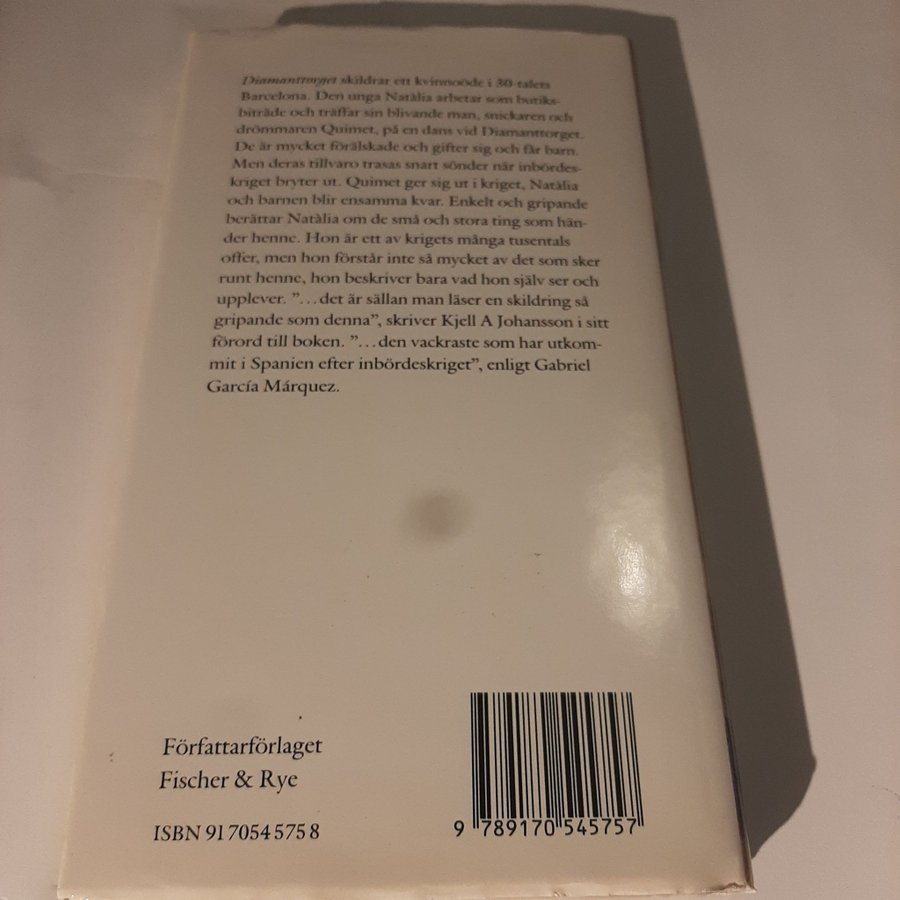 Diamanttorget skildrar ett kvinnoöde i 30-talets
Barcelona. Den unga Natàlia arbetar som butiks-
biträde och träffar sin blivande man, snickaren och
drömmaren Quimet, på en dans vid Diamanttorget.
De är mycket förälskade och gifter sig och får barn.
Men deras tillvaro trasas snart sönder när inbördes-
kriget bryter ut. Quimet ger sig ut i kriget, Natàlia
och barnen blir ensamma kvar. Enkelt och gripande
berättar Natàlia om de små och stora ting som hän-
der henne. Hon är ett av krigets många tusentals
offer, men hon förstår inte så mycket av det som sker
runt henne, hon beskriver bara vad hon själv ser och
upplever. ”...det är sällan man läser en skildring så
gripande som denna”, skriver Kjell A Johansson i sitt
förord till boken. ”...den vackraste som har utkom-
mit i Spanien efter inbördeskriget”, enligt Gabriel
García Márquez.
Författarförlaget
Fischer & Rye
ISBN 91 7054 575 8
9 789170 545757